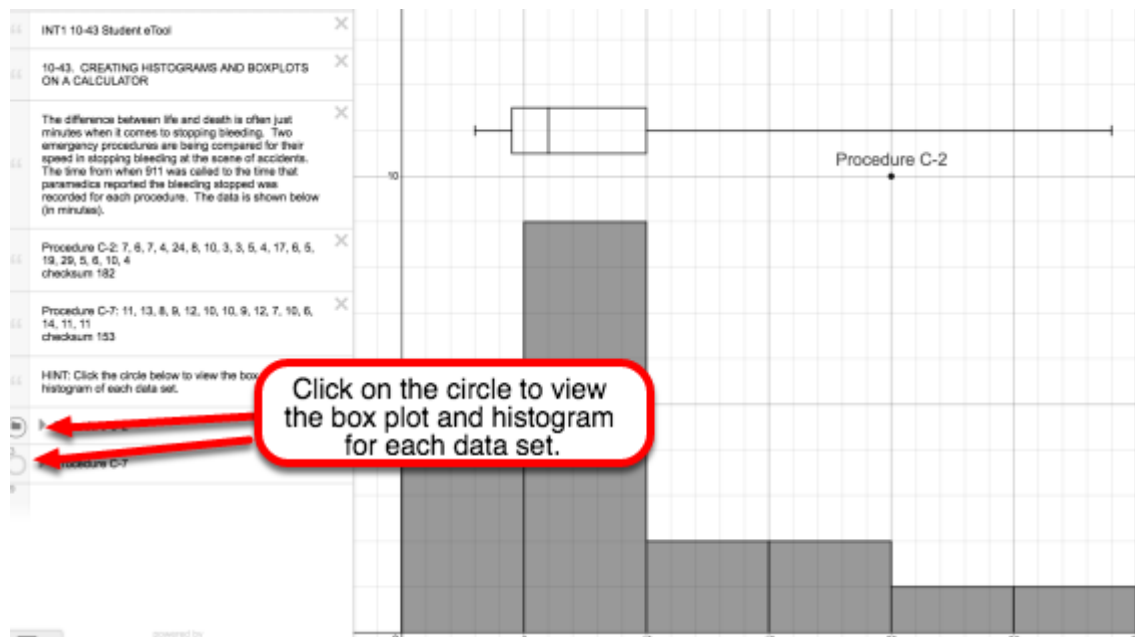 INT1 10-43 Student eTool
10-43. CREATING HISTOGRAMS AND BOXPLOTS
ON A CALCULATOR
The difference between life and death is often just
minutes when it comes to stopping bleeding. Two
emergency procedures are being compared for their
speed in stopping bleeding at the scene of accidents.
The time from when 911 was called to the time that
paramedics reported the bleeding stopped was
recorded for each procedure. The data is shown below
(in minutes).
Procedure C-2: 7, 6, 7, 4, 24, 8, 10, 3, 3, 5, 4, 17, 6, 5,
19, 29, 5, 6, 10, 4
checksum 182
Procedure C-7: 11, 13, 8, 9, 12, 10, 10, 9, 12, 7, 10, 6,
14, 11, 11
checksum 153
HINT: Click the circle below to view the box
histogram of each data set.
Procedure C-7
powered by
Click on the circle to view
the box plot and histogram
for each data set.
Procedure C-2
10